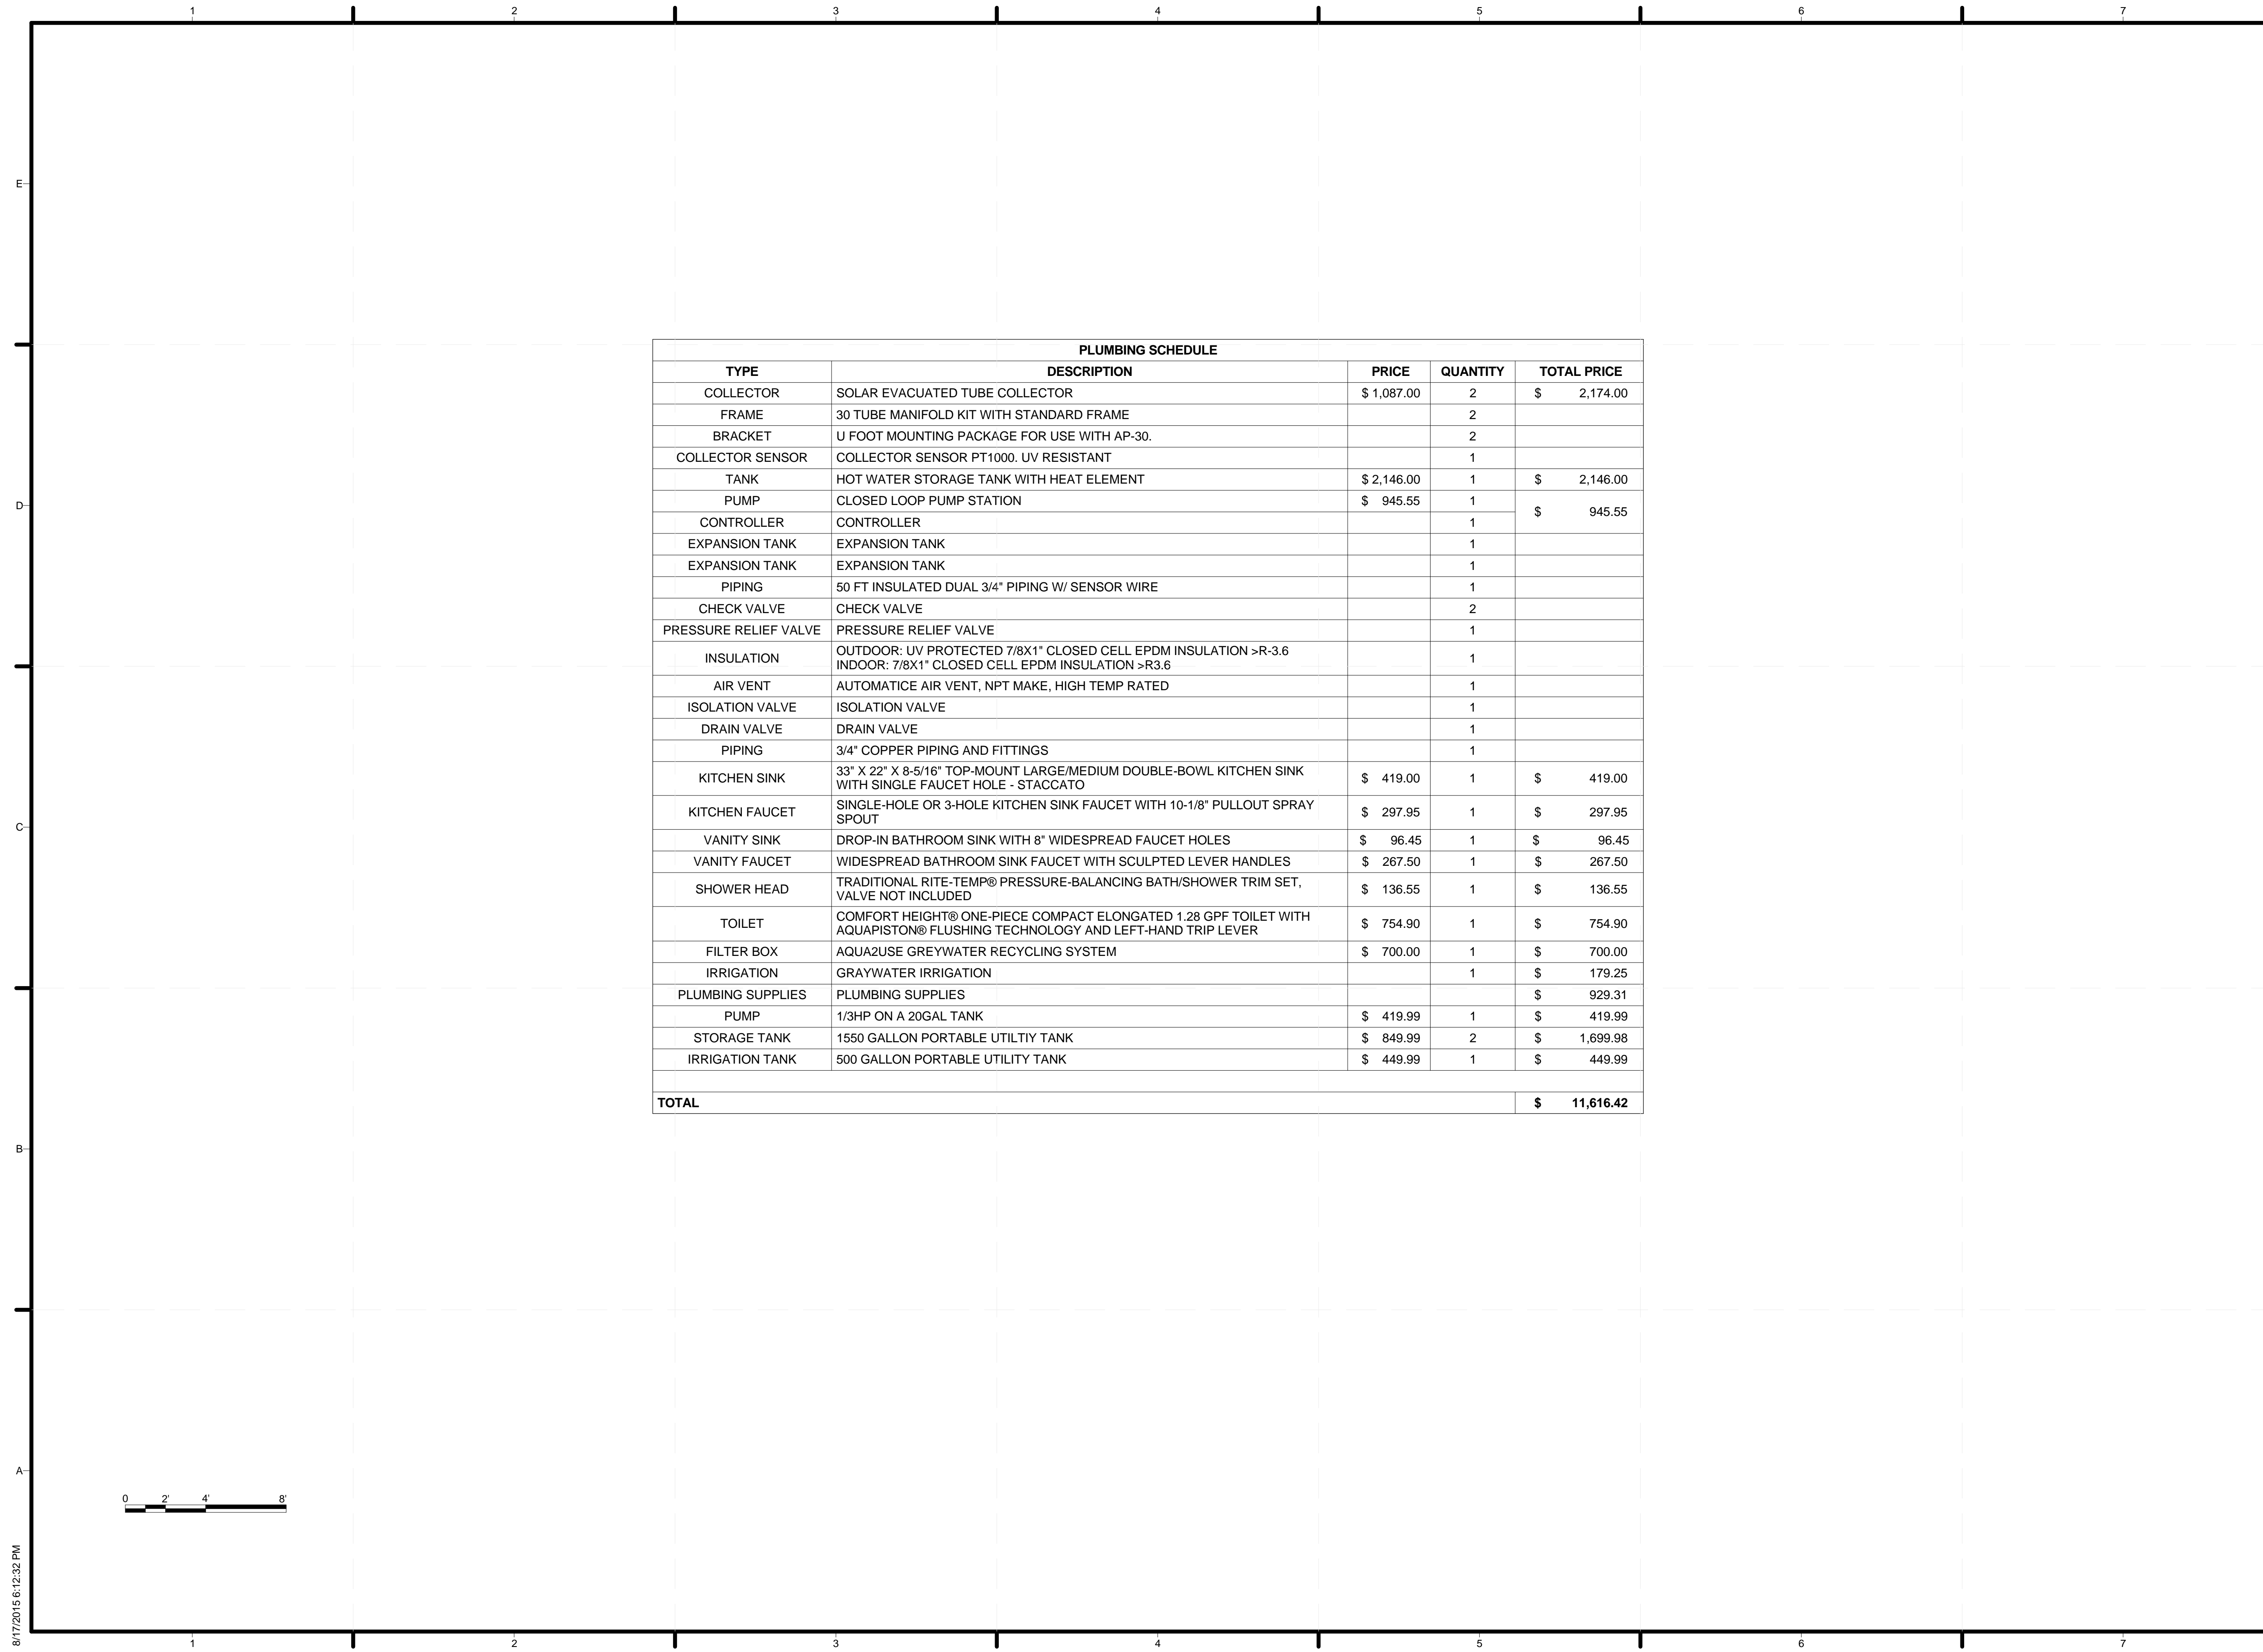 1 2 3 4 5 6 7
E
PLUMBING SCHEDULE
TYPE DESCRIPTION PRICE QUANTITY TOTAL PRICE
COLLECTOR SOLAR EVACUATED TUBE COLLECTOR $ 1,087.00 2 $ 2,174.00
FRAME 30 TUBE MANIFOLD KIT WITH STANDARD FRAME 2
BRACKET U FOOT MOUNTING PACKAGE FOR USE WITH AP-30. 2
COLLECTOR SENSOR COLLECTOR SENSOR PT1000. UV RESISTANT 1
TANK HOT WATER STORAGE TANK WITH HEAT ELEMENT $ 2,146.00 1 $ 2,146.00
D
PUMP CLOSED LOOP PUMP STATION $ 945.55 1 $ 945.55
CONTROLLER CONTROLLER 1
EXPANSION TANK EXPANSION TANK 1
EXPANSION TANK EXPANSION TANK 1
PIPING 50 FT INSULATED DUAL 3/4" PIPING W/ SENSOR WIRE 1
CHECK VALVE CHECK VALVE 2
PRESSURE RELIEF VALVE PRESSURE RELIEF VALVE 1
INSULATION OUTDOOR: UV PROTECTED 7/8X1" CLOSED CELL EPDM INSULATION >R-3.6
INDOOR: 7/8X1" CLOSED CELL EPDM INSULATION >R3.6 1
AIR VENT AUTOMATICE AIR VENT, NPT MAKE, HIGH TEMP RATED 1
ISOLATION VALVE ISOLATION VALVE 1
DRAIN VALVE DRAIN VALVE 1
PIPING 3/4" COPPER PIPING AND FITTINGS 1
KITCHEN SINK 33" X 22" X 8-5/16" TOP-MOUNT LARGE/MEDIUM DOUBLE-BOWL KITCHEN SINK
WITH SINGLE FAUCET HOLE - STACCATO $ 419.00 1 $ 419.00
KITCHEN FAUCET SINGLE-HOLE OR 3-HOLE KITCHEN SINK FAUCET WITH 10-1/8" PULLOUT SPRAY
SPOUT $ 297.95 1 $ 297.95
C
VANITY SINK DROP-IN BATHROOM SINK WITH 8" WIDESPREAD FAUCET HOLES $ 96.45 1 $ 96.45
VANITY FAUCET WIDESPREAD BATHROOM SINK FAUCET WITH SCULPTED LEVER HANDLES $ 267.50 1 $ 267.50
SHOWER HEAD TRADITIONAL RITE-TEMP® PRESSURE-BALANCING BATH/SHOWER TRIM SET,
VALVE NOT INCLUDED $ 136.55 1 $ 136.55
TOILET COMFORT HEIGHT® ONE-PIECE COMPACT ELONGATED 1.28 GPF TOILET WITH
AQUAPISTON® FLUSHING TECHNOLOGY AND LEFT-HAND TRIP LEVER $ 754.90 1 $ 754.90
FILTER BOX AQUA2USE GREYWATER RECYCLING SYSTEM $ 700.00 1 $ 700.00
IRRIGATION GRAYWATER IRRIGATION 1 $ 179.25
PLUMBING SUPPLIES PLUMBING SUPPLIES $ 929.31
PUMP 1/3HP ON A 20GAL TANK $ 419.99 1 $ 419.99
STORAGE TANK 1550 GALLON PORTABLE UTILTIY TANK $ 849.99 2 $ 1,699.98
IRRIGATION TANK 500 GALLON PORTABLE UTILITY TANK $ 449.99 1 $ 449.99
TOTAL $ 11,616.42
B
A
0 2' 4' 8'
8/17/2015 6:12:32 PM
1 2 3 4 5 6 7